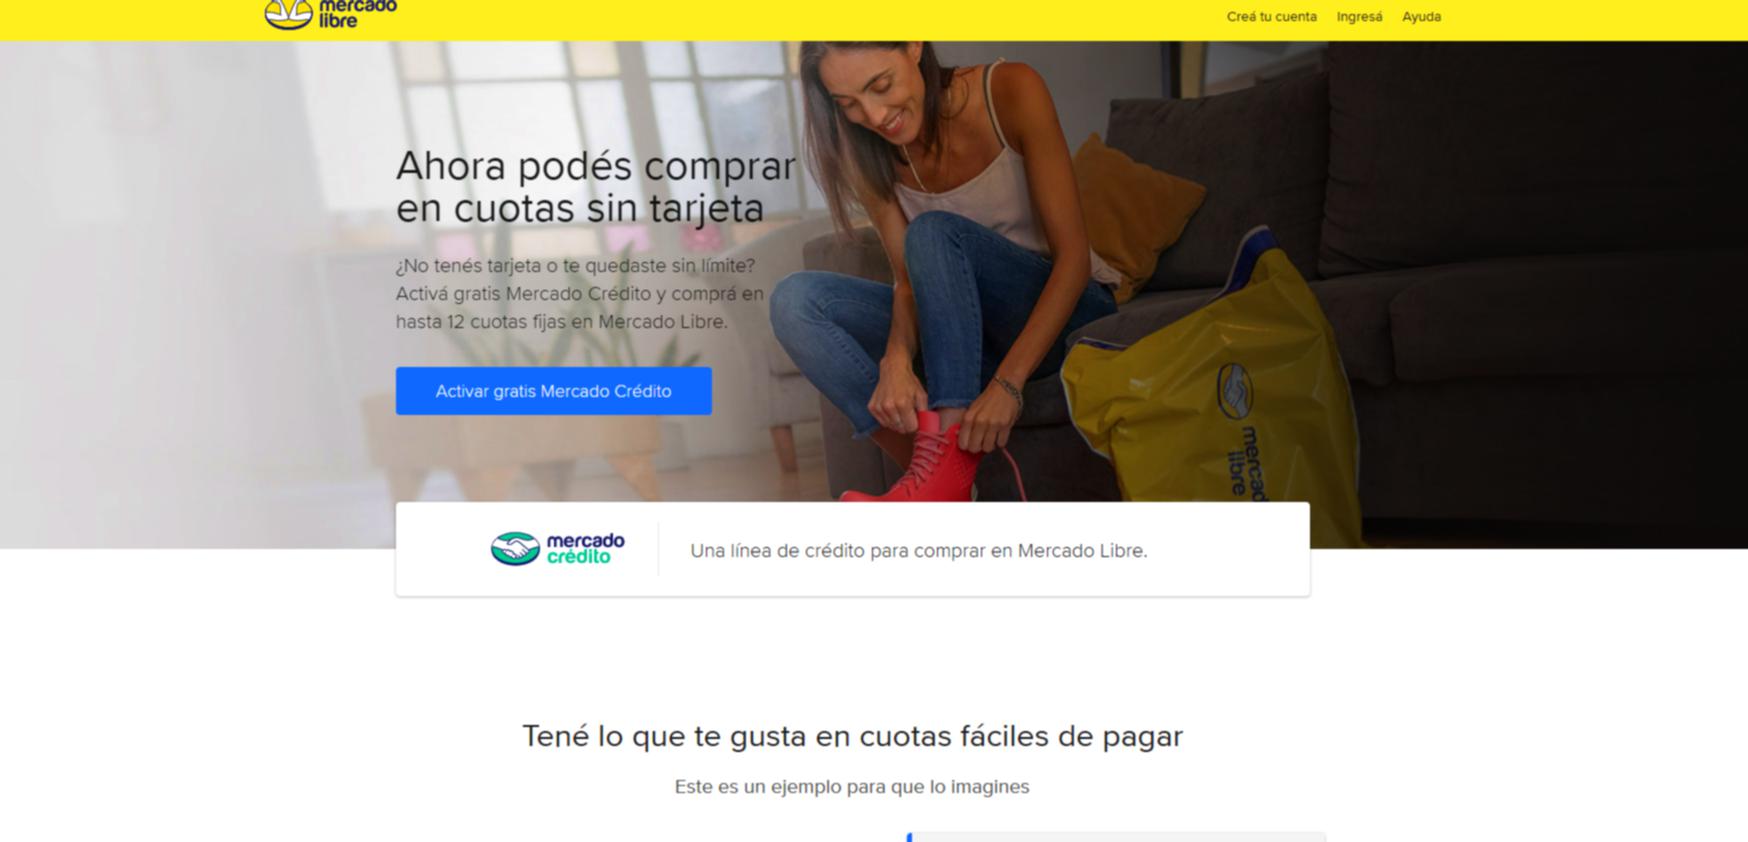 mercado
libre
Creá tu cuenta Ingresá Ayuda
Ahora podés comprar
en cuotas sin tarjeta
¿No tenés tarjeta o te quedaste sin límite?
Activá gratis Mercado Crédito y comprá en
hasta 12 cuotas fijas en Mercado Libre.
Activar gratis Mercado Crédito
mercado
libre
mercado
crédito
Una línea de crédito para comprar en Mercado Libre.
Tené lo que te gusta en cuotas fáciles de pagar
Este es un ejemplo para que lo imagines